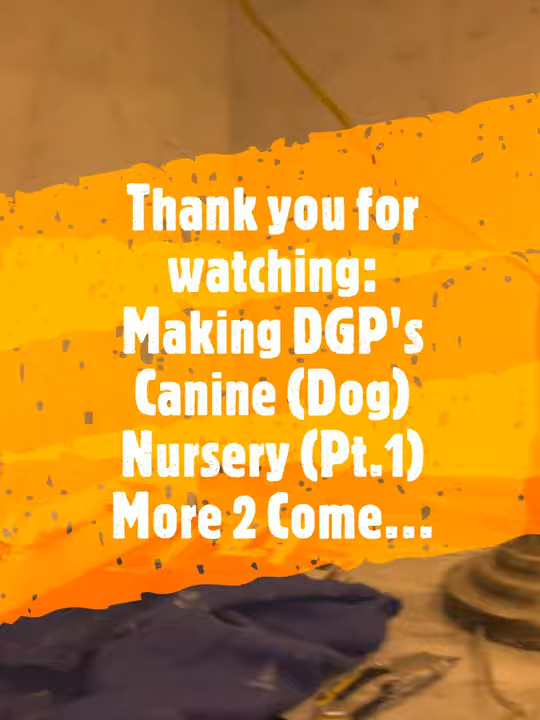 Thank you for
watching:
Making DGP's
Canine (Dog)
Nursery (Pt.1)
More 2 Come...